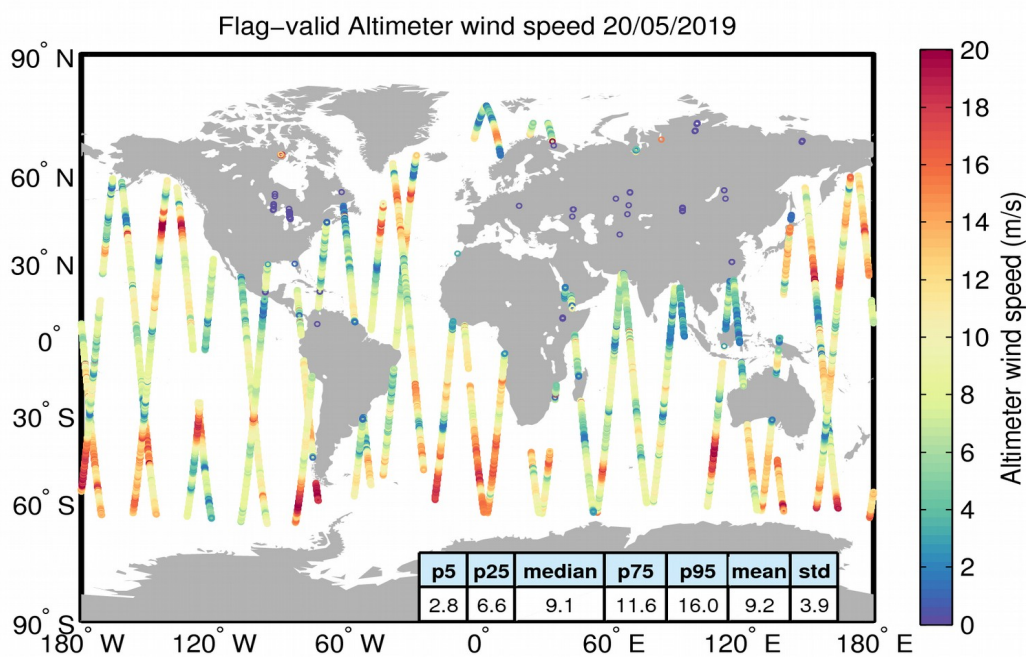 Flag−valid Altimeter wind speed 20/05/2019
90° N
60° N
30° N
0°
30° S
60° S
90° S
180° W
120° W
60° W
0°
60° E
120° E
180° E
p5 p25 median p75 p95 mean std
2.8 6.6 9.1 11.6 16.0 9.2 3.9
20
18
16
14
12
10
8
6
4
2
0
Altimeter wind speed (m/s)